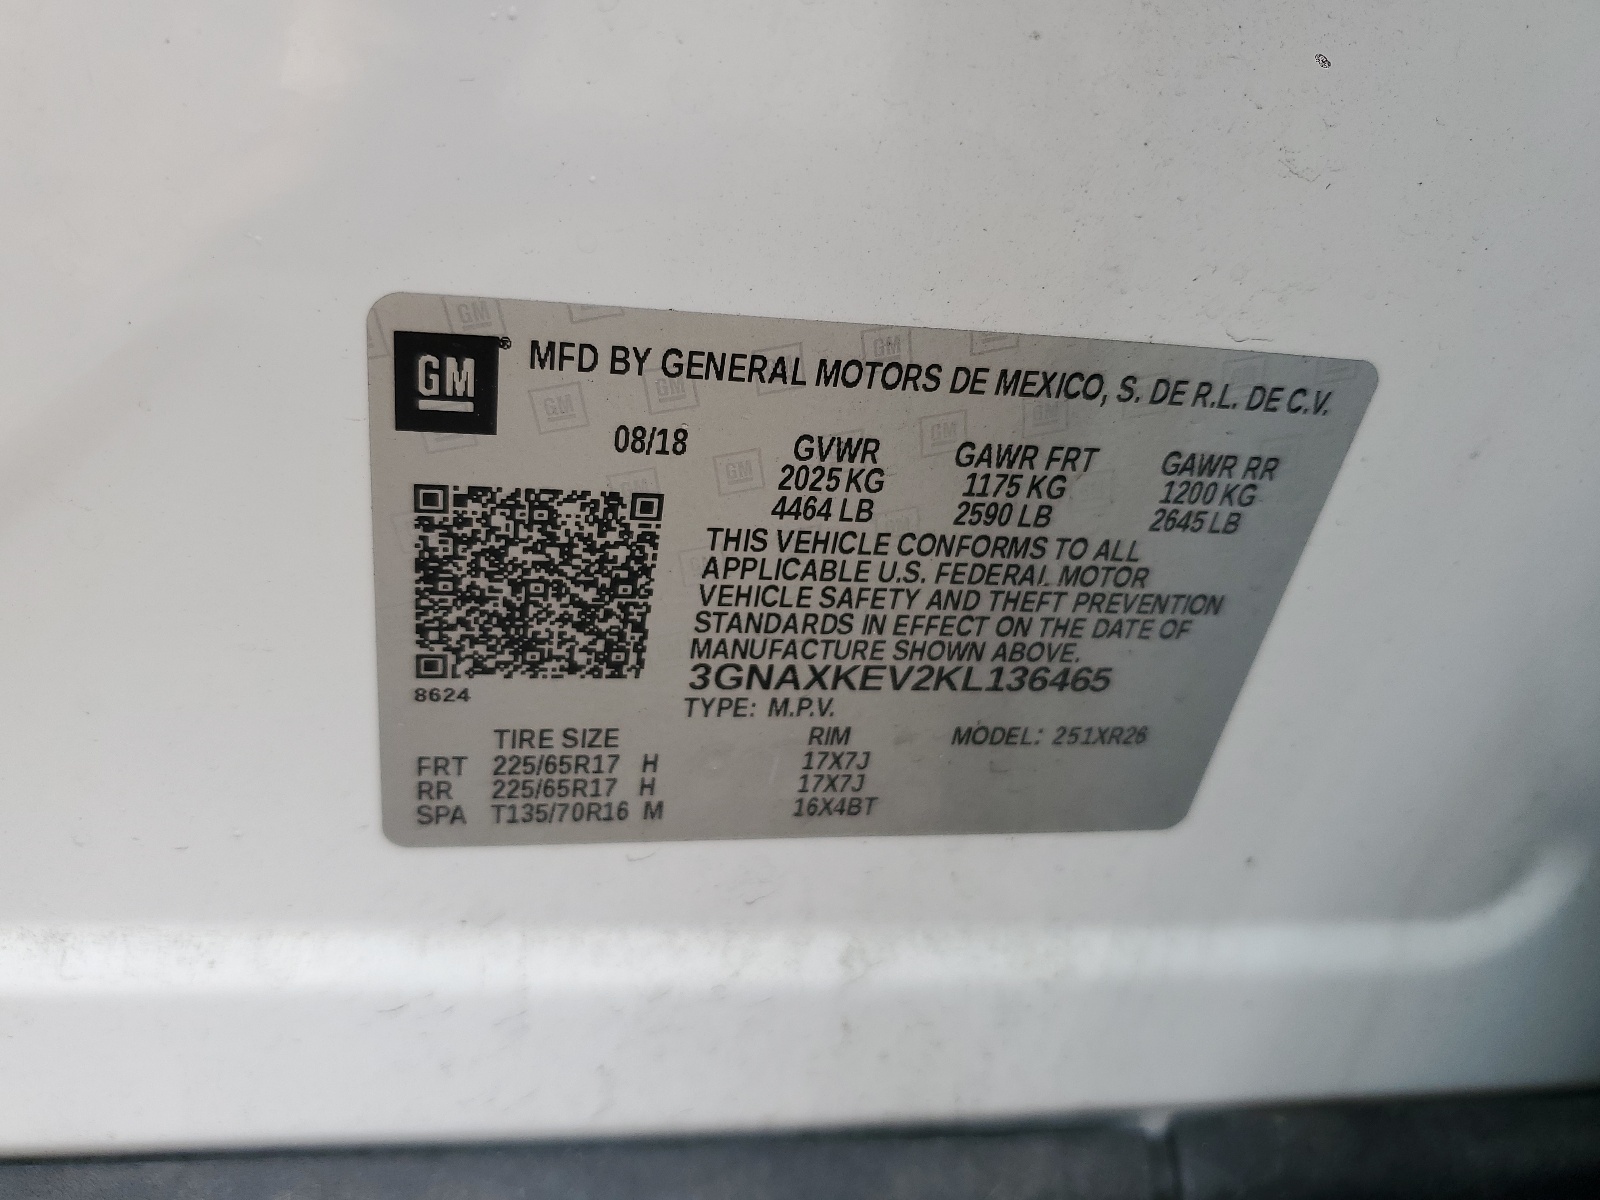 GM® MFD BY GENERAL MOTORS DE MEXICO, S. DE R.L. DE C.V.
08/18
GVWR GAWR FRT GAWR RR
2025 KG 1175 KG 1200 KG
4464 LB 2590 LB 2645 LB
THIS VEHICLE CONFORMS TO ALL
APPLICABLE U.S. FEDERAL MOTOR
VEHICLE SAFETY AND THEFT PREVENTION
STANDARDS IN EFFECT ON THE DATE OF
MANUFACTURE SHOWN ABOVE.
3GNAXKEV2KL136465
8624
TYPE: M.P.V.
TIRE SIZE RIM MODEL: 251XR26
FRT 225/65R17 H 17X7J
RR 225/65R17 H 17X7J
SPA T135/70R16 M 16X4BT